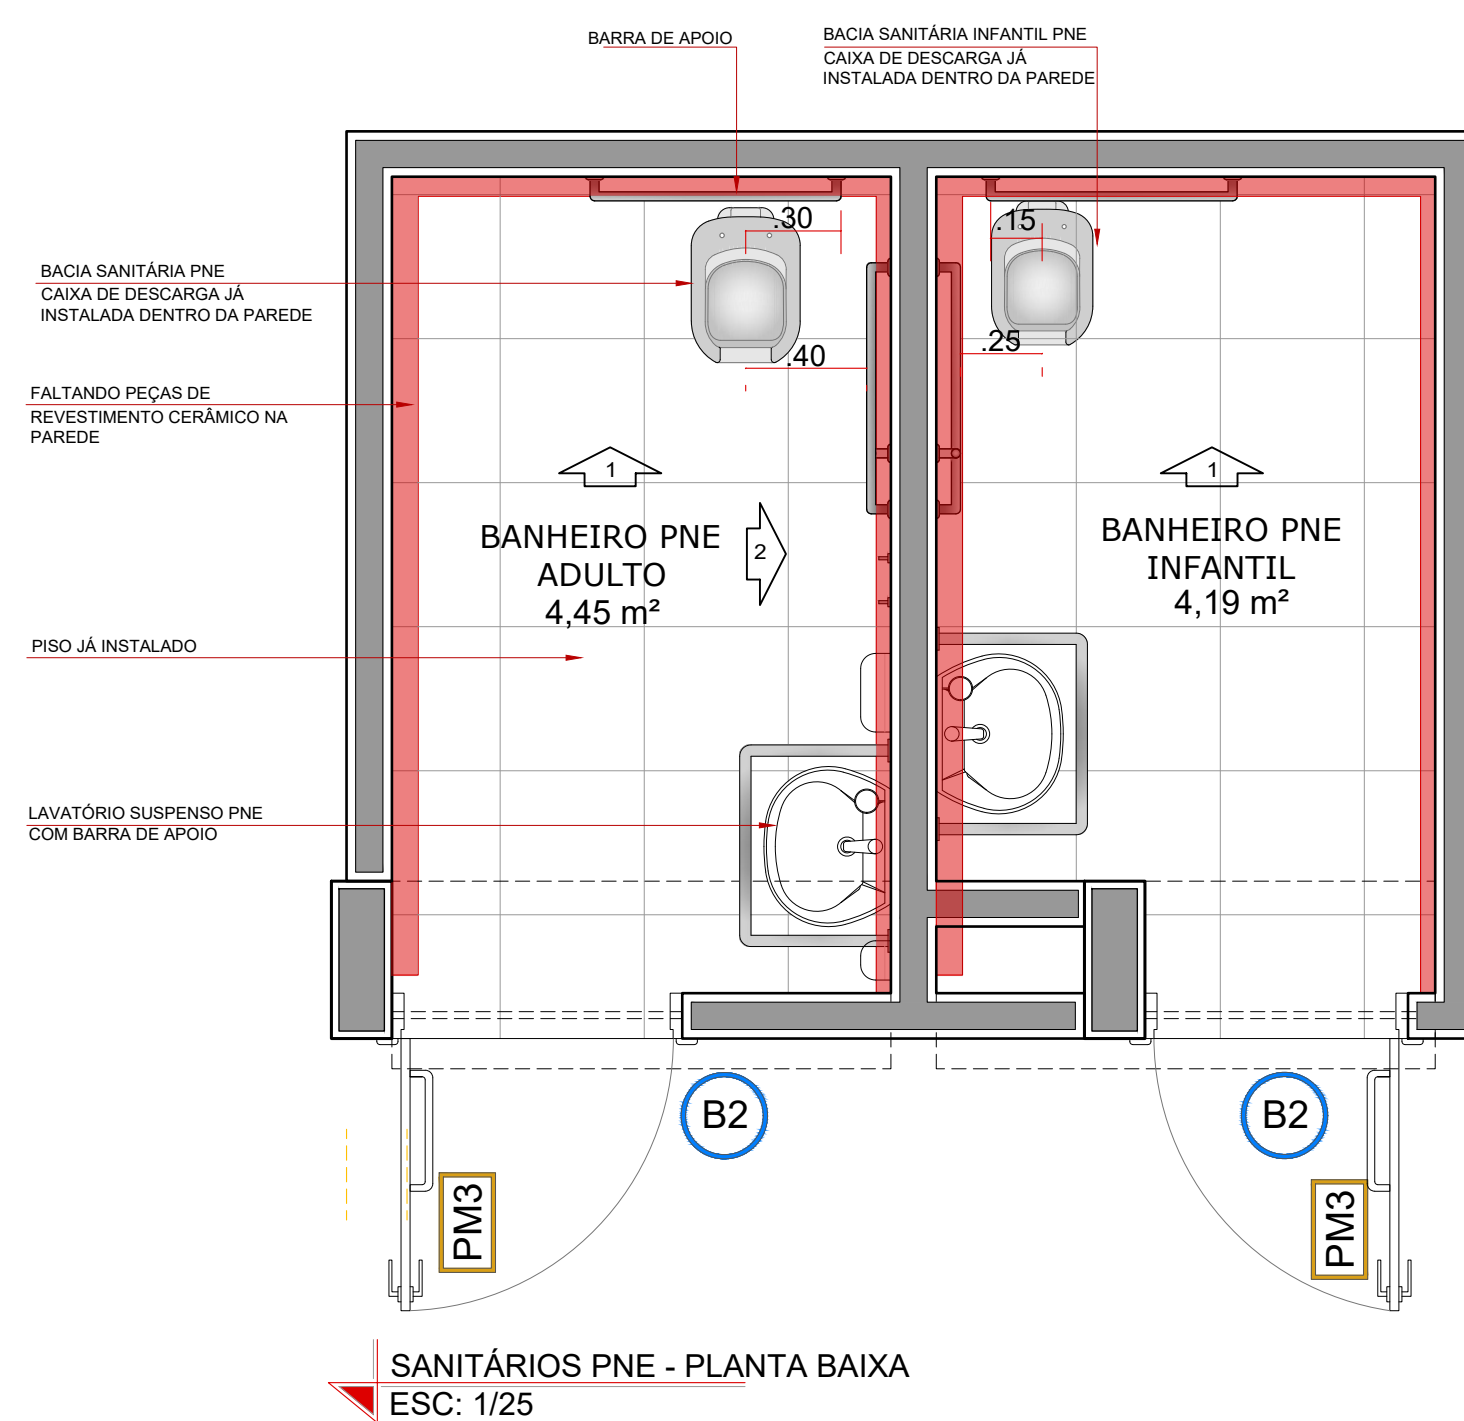 BARRA DE APOIO
BACIA SANITÁRIA INFANTIL PNE
CAIXA DE DESCARGA JÁ
INSTALADA DENTRO DA PAREDE
.30
.15
BACIA SANITÁRIA PNE
CAIXA DE DESCARGA JÁ
INSTALADA DENTRO DA PAREDE
.40
.25
FALTANDO PEÇAS DE
REVESTIMENTO CERÂMICO NA
PAREDE
1
1
BANHEIRO PNE
ADULTO
4,45 m²
2
BANHEIRO PNE
INFANTIL
4,19 m²
PISO JÁ INSTALADO
LAVATÓRIO SUSPENSO PNE
COM BARRA DE APOIO
B2
B2
PM3
PM3
SANITÁRIOS PNE - PLANTA BAIXA
ESC: 1/25